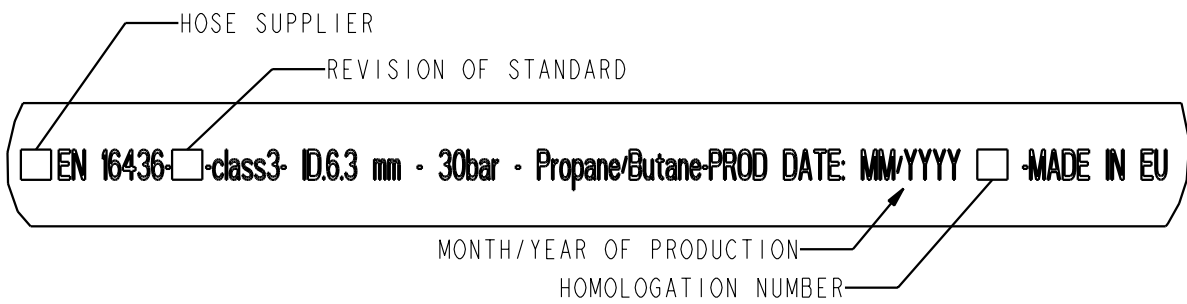 HOSE SUPPLIER
REVISION OF STANDARD
EN 16436- -class3- ID.6.3 mm - 30bar - Propane/Butane-PROD DATE: MM/YYYY -MADE IN EU
MONTH/YEAR OF PRODUCTION
HOMOLOGATION NUMBER